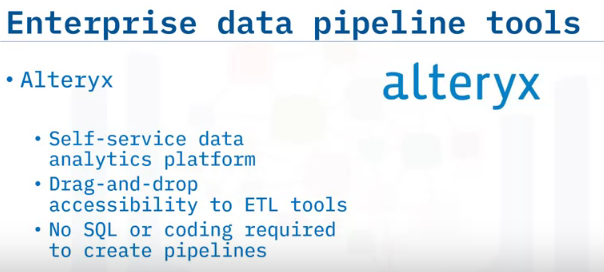 Enterprise data pipeline tools
• Alteryx
alteryx
• Self-service data
analytics platform
• Drag-and-drop
accessibility to ETL tools
• No SQL or coding required
to create pipelines